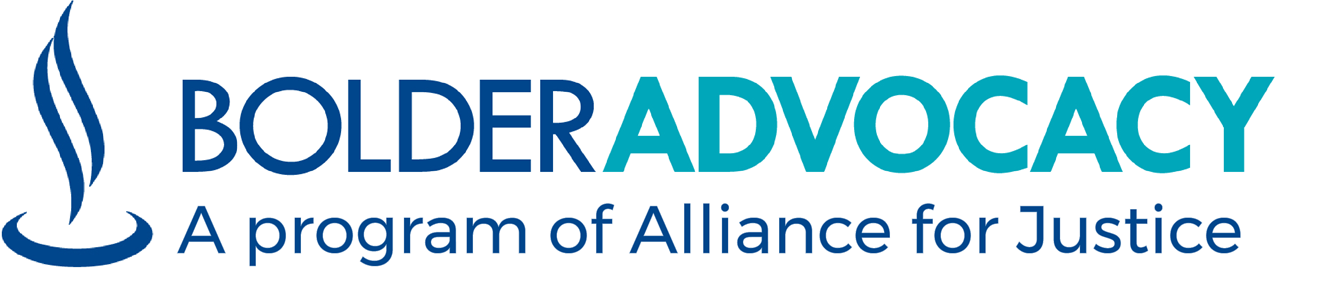 BOLDERADVOCACY
A program of Alliance for Justice